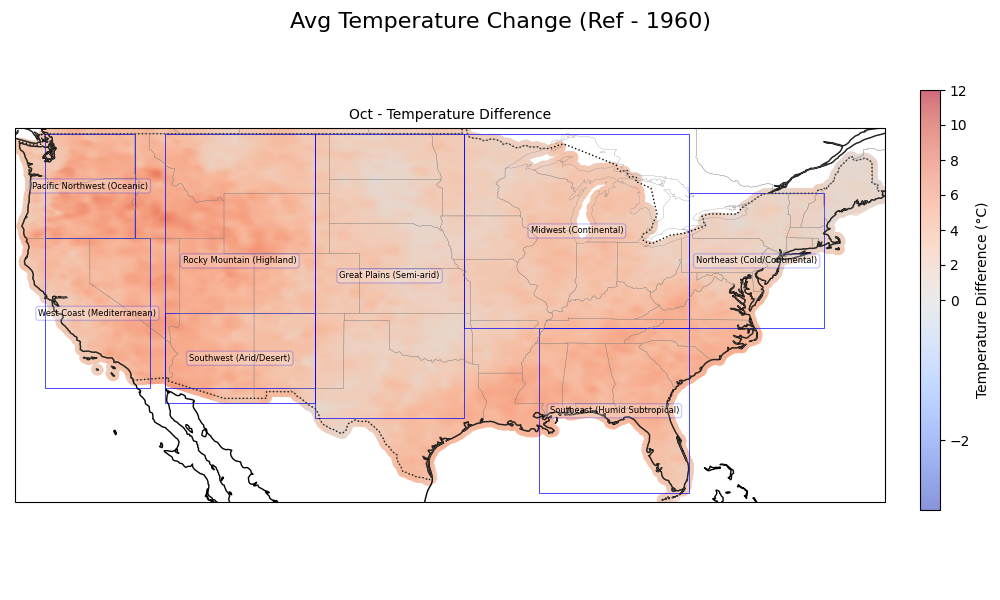 Avg Temperature Change (Ref - 1960)
Oct - Temperature Difference
Pacific Northwest (Oceanic)
Midwest (Continental)
Rocky Mountain (Highland)
Northeast (Cold/Continental)
Great Plains (Semi-arid)
West Coast (Mediterranean)
Southwest (Arid/Desert)
Southeast (Humid Subtropical)
12
10
8
6
4
2
0
−2
Temperature Difference (°C)